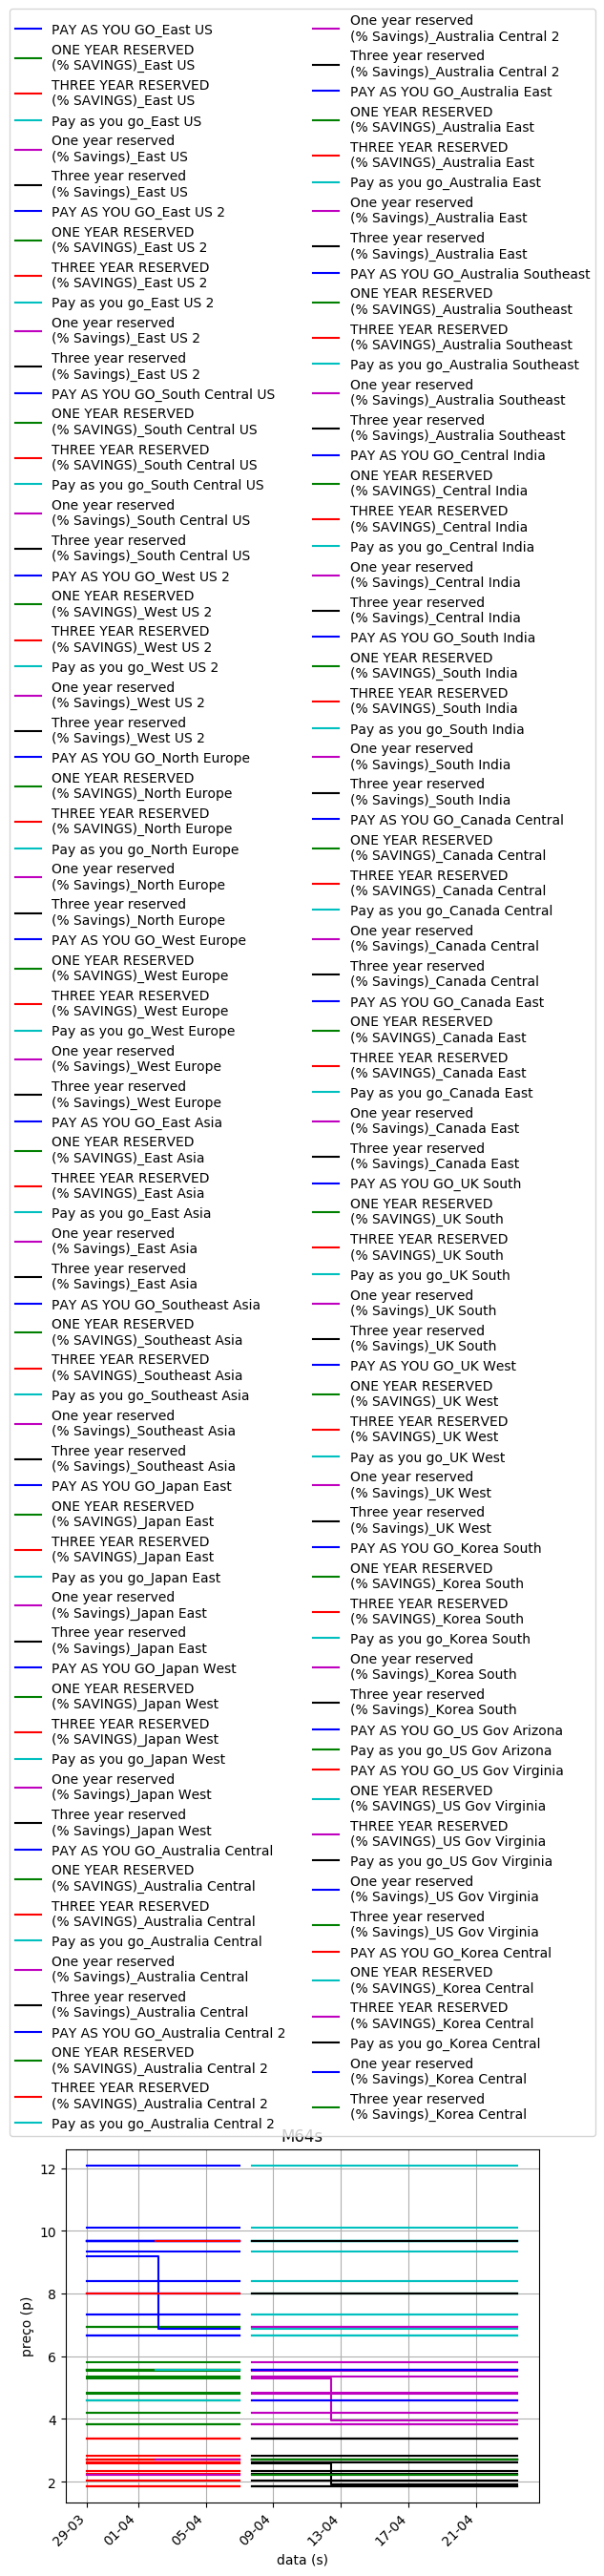 PAY AS YOU GO_East US
ONE YEAR RESERVED
(% SAVINGS)_East US
THREE YEAR RESERVED
(% SAVINGS)_East US
Pay as you go_East US
One year reserved
(% Savings)_East US
Three year reserved
(% Savings)_East US
PAY AS YOU GO_East US 2
ONE YEAR RESERVED
(% SAVINGS)_East US 2
THREE YEAR RESERVED
(% SAVINGS)_East US 2
Pay as you go_East US 2
One year reserved
(% Savings)_East US 2
Three year reserved
(% Savings)_East US 2
PAY AS YOU GO_South Central US
ONE YEAR RESERVED
(% SAVINGS)_South Central US
THREE YEAR RESERVED
(% SAVINGS)_South Central US
Pay as you go_South Central US
One year reserved
(% Savings)_South Central US
Three year reserved
(% Savings)_South Central US
PAY AS YOU GO_West US 2
ONE YEAR RESERVED
(% SAVINGS)_West US 2
THREE YEAR RESERVED
(% SAVINGS)_West US 2
Pay as you go_West US 2
One year reserved
(% Savings)_West US 2
Three year reserved
(% Savings)_West US 2
PAY AS YOU GO_North Europe
ONE YEAR RESERVED
(% SAVINGS)_North Europe
THREE YEAR RESERVED
(% SAVINGS)_North Europe
Pay as you go_North Europe
One year reserved
(% Savings)_North Europe
Three year reserved
(% Savings)_North Europe
PAY AS YOU GO_West Europe
ONE YEAR RESERVED
(% SAVINGS)_West Europe
THREE YEAR RESERVED
(% SAVINGS)_West Europe
Pay as you go_West Europe
One year reserved
(% Savings)_West Europe
Three year reserved
(% Savings)_West Europe
PAY AS YOU GO_East Asia
ONE YEAR RESERVED
(% SAVINGS)_East Asia
THREE YEAR RESERVED
(% SAVINGS)_East Asia
Pay as you go_East Asia
One year reserved
(% Savings)_East Asia
Three year reserved
(% Savings)_East Asia
PAY AS YOU GO_Southeast Asia
ONE YEAR RESERVED
(% SAVINGS)_Southeast Asia
THREE YEAR RESERVED
(% SAVINGS)_Southeast Asia
Pay as you go_Southeast Asia
One year reserved
(% Savings)_Southeast Asia
Three year reserved
(% Savings)_Southeast Asia
PAY AS YOU GO_Japan East
ONE YEAR RESERVED
(% SAVINGS)_Japan East
THREE YEAR RESERVED
(% SAVINGS)_Japan East
Pay as you go_Japan East
One year reserved
(% Savings)_Japan East
Three year reserved
(% Savings)_Japan East
PAY AS YOU GO_Japan West
ONE YEAR RESERVED
(% SAVINGS)_Japan West
THREE YEAR RESERVED
(% SAVINGS)_Japan West
Pay as you go_Japan West
One year reserved
(% Savings)_Japan West
Three year reserved
(% Savings)_Japan West
PAY AS YOU GO_Australia Central
ONE YEAR RESERVED
(% SAVINGS)_Australia Central
THREE YEAR RESERVED
(% SAVINGS)_Australia Central
Pay as you go_Australia Central
One year reserved
(% Savings)_Australia Central
Three year reserved
(% Savings)_Australia Central
PAY AS YOU GO_Australia Central 2
ONE YEAR RESERVED
(% SAVINGS)_Australia Central 2
THREE YEAR RESERVED
(% SAVINGS)_Australia Central 2
Pay as you go_Australia Central 2
One year reserved
(% Savings)_Australia Central 2
Three year reserved
(% Savings)_Australia Central 2
PAY AS YOU GO_Australia East
ONE YEAR RESERVED
(% SAVINGS)_Australia East
THREE YEAR RESERVED
(% SAVINGS)_Australia East
Pay as you go_Australia East
One year reserved
(% Savings)_Australia East
Three year reserved
(% Savings)_Australia East
PAY AS YOU GO_Australia Southeast
ONE YEAR RESERVED
(% SAVINGS)_Australia Southeast
THREE YEAR RESERVED
(% SAVINGS)_Australia Southeast
Pay as you go_Australia Southeast
One year reserved
(% Savings)_Australia Southeast
Three year reserved
(% Savings)_Australia Southeast
PAY AS YOU GO_Central India
ONE YEAR RESERVED
(% SAVINGS)_Central India
THREE YEAR RESERVED
(% SAVINGS)_Central India
Pay as you go_Central India
One year reserved
(% Savings)_Central India
Three year reserved
(% Savings)_Central India
PAY AS YOU GO_South India
ONE YEAR RESERVED
(% SAVINGS)_South India
THREE YEAR RESERVED
(% SAVINGS)_South India
Pay as you go_South India
One year reserved
(% Savings)_South India
Three year reserved
(% Savings)_South India
PAY AS YOU GO_Canada Central
ONE YEAR RESERVED
(% SAVINGS)_Canada Central
THREE YEAR RESERVED
(% SAVINGS)_Canada Central
Pay as you go_Canada Central
One year reserved
(% Savings)_Canada Central
Three year reserved
(% Savings)_Canada Central
PAY AS YOU GO_Canada East
ONE YEAR RESERVED
(% SAVINGS)_Canada East
THREE YEAR RESERVED
(% SAVINGS)_Canada East
Pay as you go_Canada East
One year reserved
(% Savings)_Canada East
Three year reserved
(% Savings)_Canada East
PAY AS YOU GO_UK South
ONE YEAR RESERVED
(% SAVINGS)_UK South
THREE YEAR RESERVED
(% SAVINGS)_UK South
Pay as you go_UK South
One year reserved
(% Savings)_UK South
Three year reserved
(% Savings)_UK South
PAY AS YOU GO_UK West
ONE YEAR RESERVED
(% SAVINGS)_UK West
THREE YEAR RESERVED
(% SAVINGS)_UK West
Pay as you go_UK West
One year reserved
(% Savings)_UK West
Three year reserved
(% Savings)_UK West
PAY AS YOU GO_Korea South
ONE YEAR RESERVED
(% SAVINGS)_Korea South
THREE YEAR RESERVED
(% SAVINGS)_Korea South
Pay as you go_Korea South
One year reserved
(% Savings)_Korea South
Three year reserved
(% Savings)_Korea South
PAY AS YOU GO_US Gov Arizona
Pay as you go_US Gov Arizona
PAY AS YOU GO_US Gov Virginia
ONE YEAR RESERVED
(% SAVINGS)_US Gov Virginia
THREE YEAR RESERVED
(% SAVINGS)_US Gov Virginia
Pay as you go_US Gov Virginia
One year reserved
(% Savings)_US Gov Virginia
Three year reserved
(% Savings)_US Gov Virginia
PAY AS YOU GO_Korea Central
ONE YEAR RESERVED
(% SAVINGS)_Korea Central
THREE YEAR RESERVED
(% SAVINGS)_Korea Central
Pay as you go_Korea Central
One year reserved
(% Savings)_Korea Central
Three year reserved
(% Savings)_Korea Central
M64s
12
10
8
6
4
2
preço (p)
29-03
01-04
05-04
09-04
13-04
17-04
21-04
data (s)